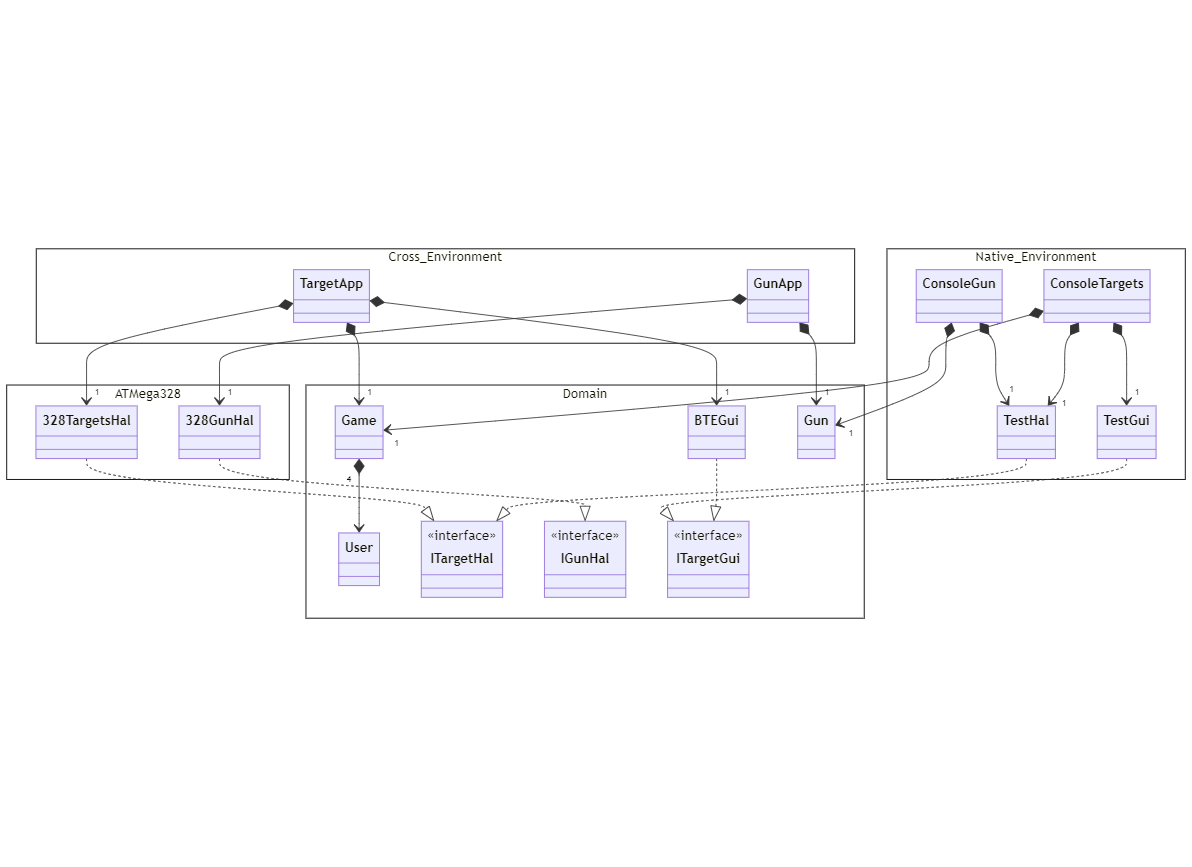 Cross_Environment
Native_Environment
TargetApp
GunApp
ConsoleGun
ConsoleTargets
1
1
1
1
1
1
1
1
ATMega328
Domain
328TargetsHal
328GunHal
Game
BTEGui
Gun
TestHal
TestGui
1
1
4
User
«interface»
ITargetHal
«interface»
IGunHal
«interface»
ITargetGui